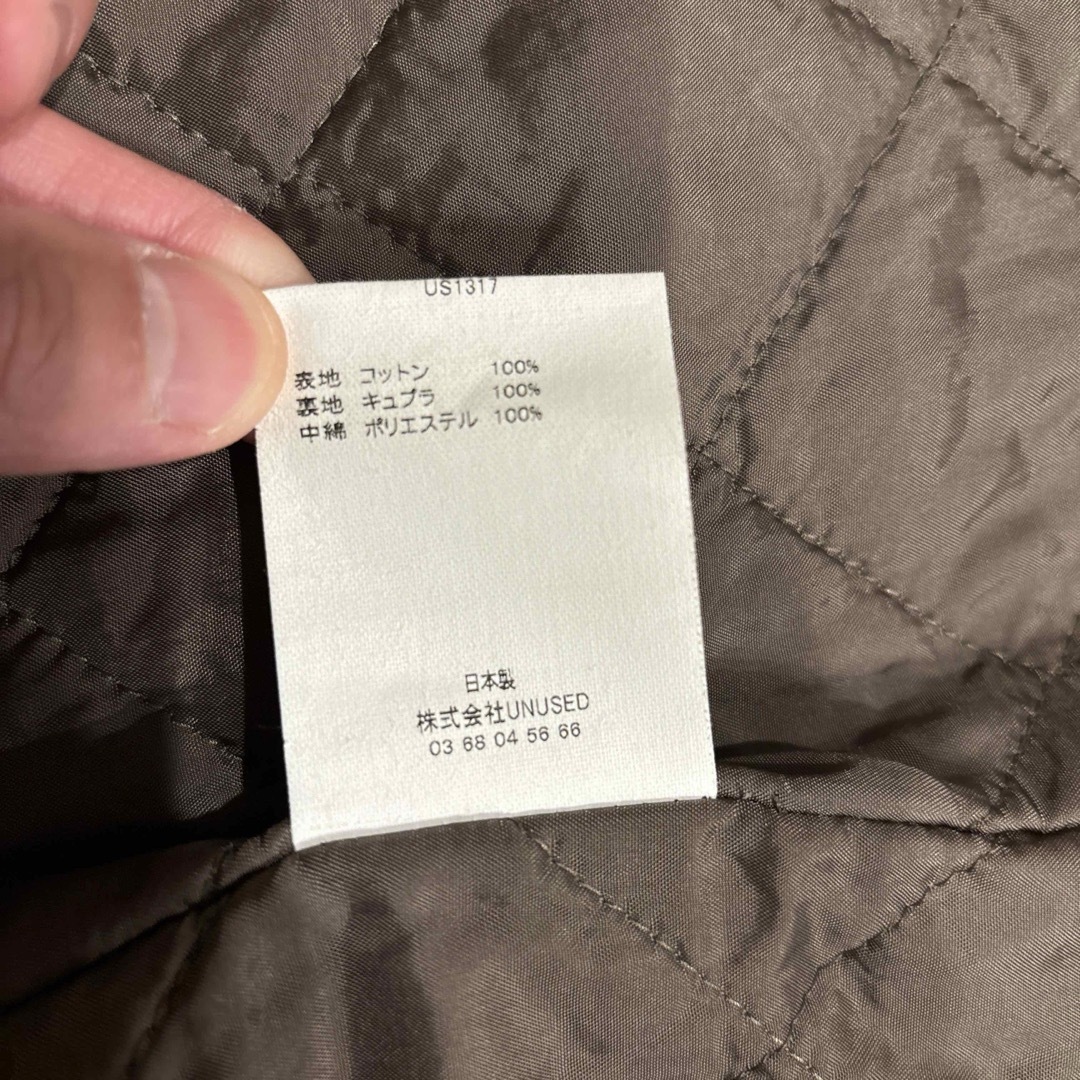 US1317
表地 コットン 100%
裏地 キュプラ 100%
中綿 ポリエステル 100%
日本製
株式会社UNUSED
03 68 04 56 66